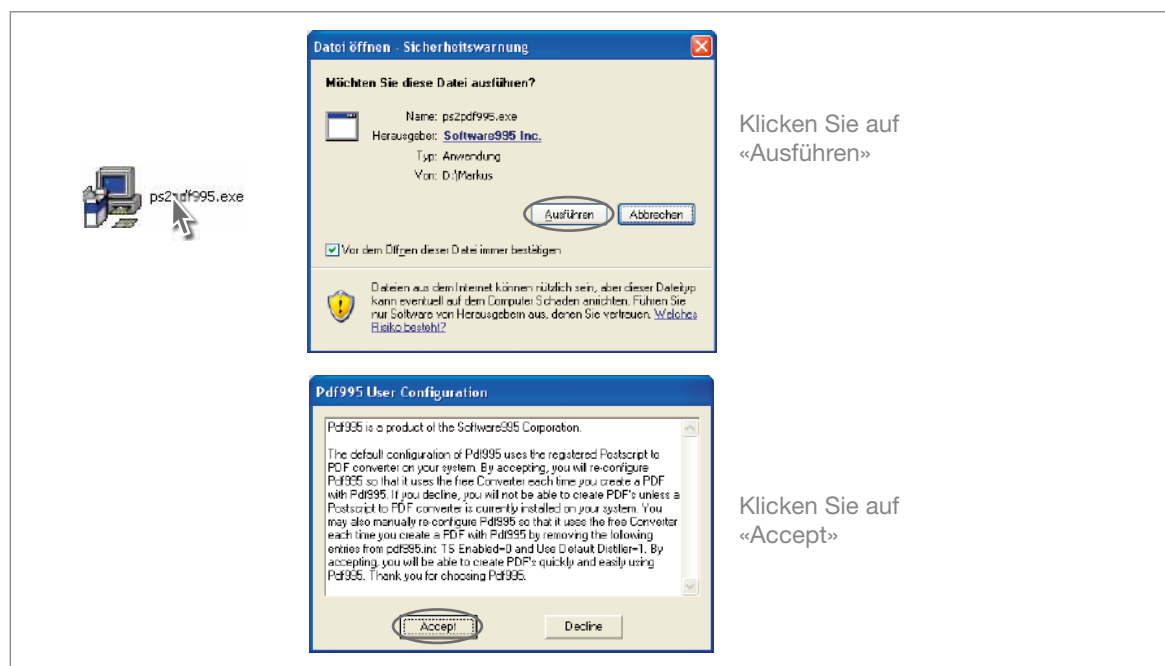 ps2pdf995.exe
Datei öffnen - Sicherheitswarnung
Möchten Sie diese Datei ausführen?
Name: ps2pdf995.exe
Herausgeber: Software995 Inc.
Typ: Anwendung
Von: D:\Markus
Ausführen
Abbrechen
Vor dem Öffnen dieser Datei immer bestätigen
Dateien aus dem Internet können nützlich sein, aber dieser Dateityp
kann eventuell auf dem Computer Schaden anrichten. Führen Sie
nur Software von Herausgebern aus, denen Sie vertrauen. Welches
Risiko besteht?
Klicken Sie auf
«Ausführen»
Pdf995 User Configuration
Pdf995 is a product of the Software995 Corporation.
The default configuration of Pdf995 uses the registered Postscript to
PDF converter on your system. By accepting, you will re-configure
Pdf995 so that it uses the free Converter each time you create a PDF
with Pdf995. If you decline, you will not be able to create PDF's unless a
Postscript to PDF converter is currently installed on your system. You
may also manually re-configure Pdf995 so that it uses the free Converter
each time you create a PDF with Pdf995 by removing the following
entries from pdf995.ini: TS Enabled=0 and Use Default Distiller=1. By
accepting, you will be able to create PDF's quickly and easily using
Pdf995. Thank you for choosing Pdf995.
Accept
Decline
Klicken Sie auf
«Accept»